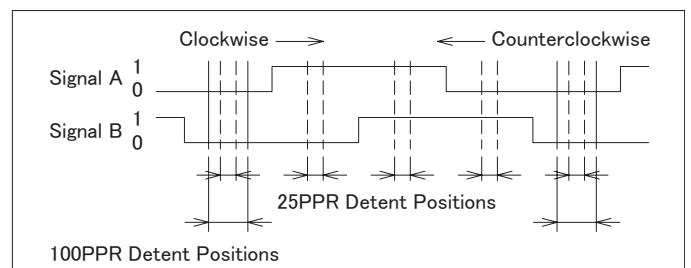 Clockwise Counterclockwise
Signal A 1
0
Signal B 1
0
25PPR Detent Positions
100PPR Detent Positions